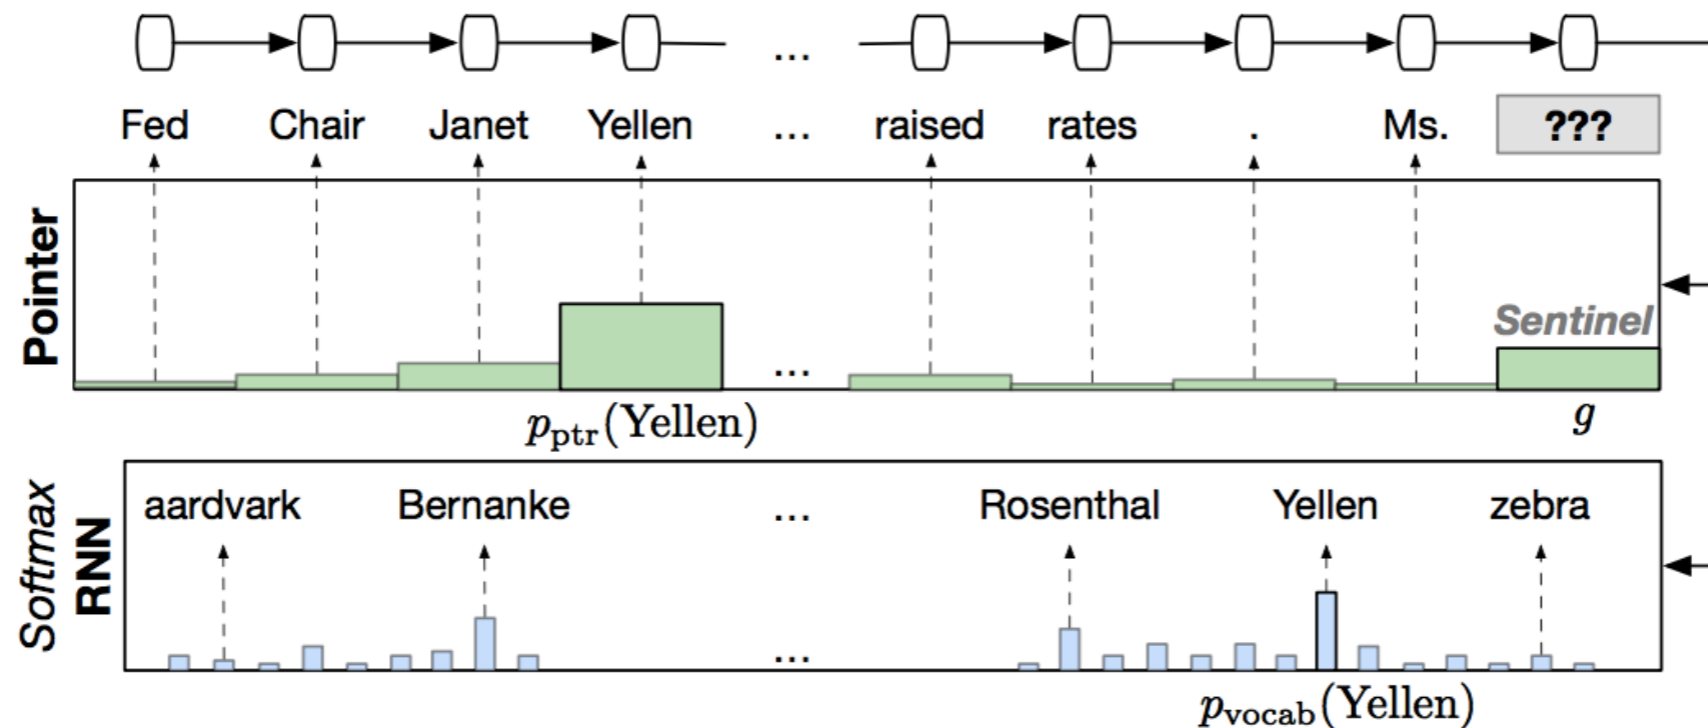 Fed Chair Janet Yellen ... raised rates . Ms. ???
Pointer
Sentinel
...
p_ptr(Yellen) g
Softmax
RNN
aardvark Bernanke ... Rosenthal Yellen zebra
...
p_vocab(Yellen)